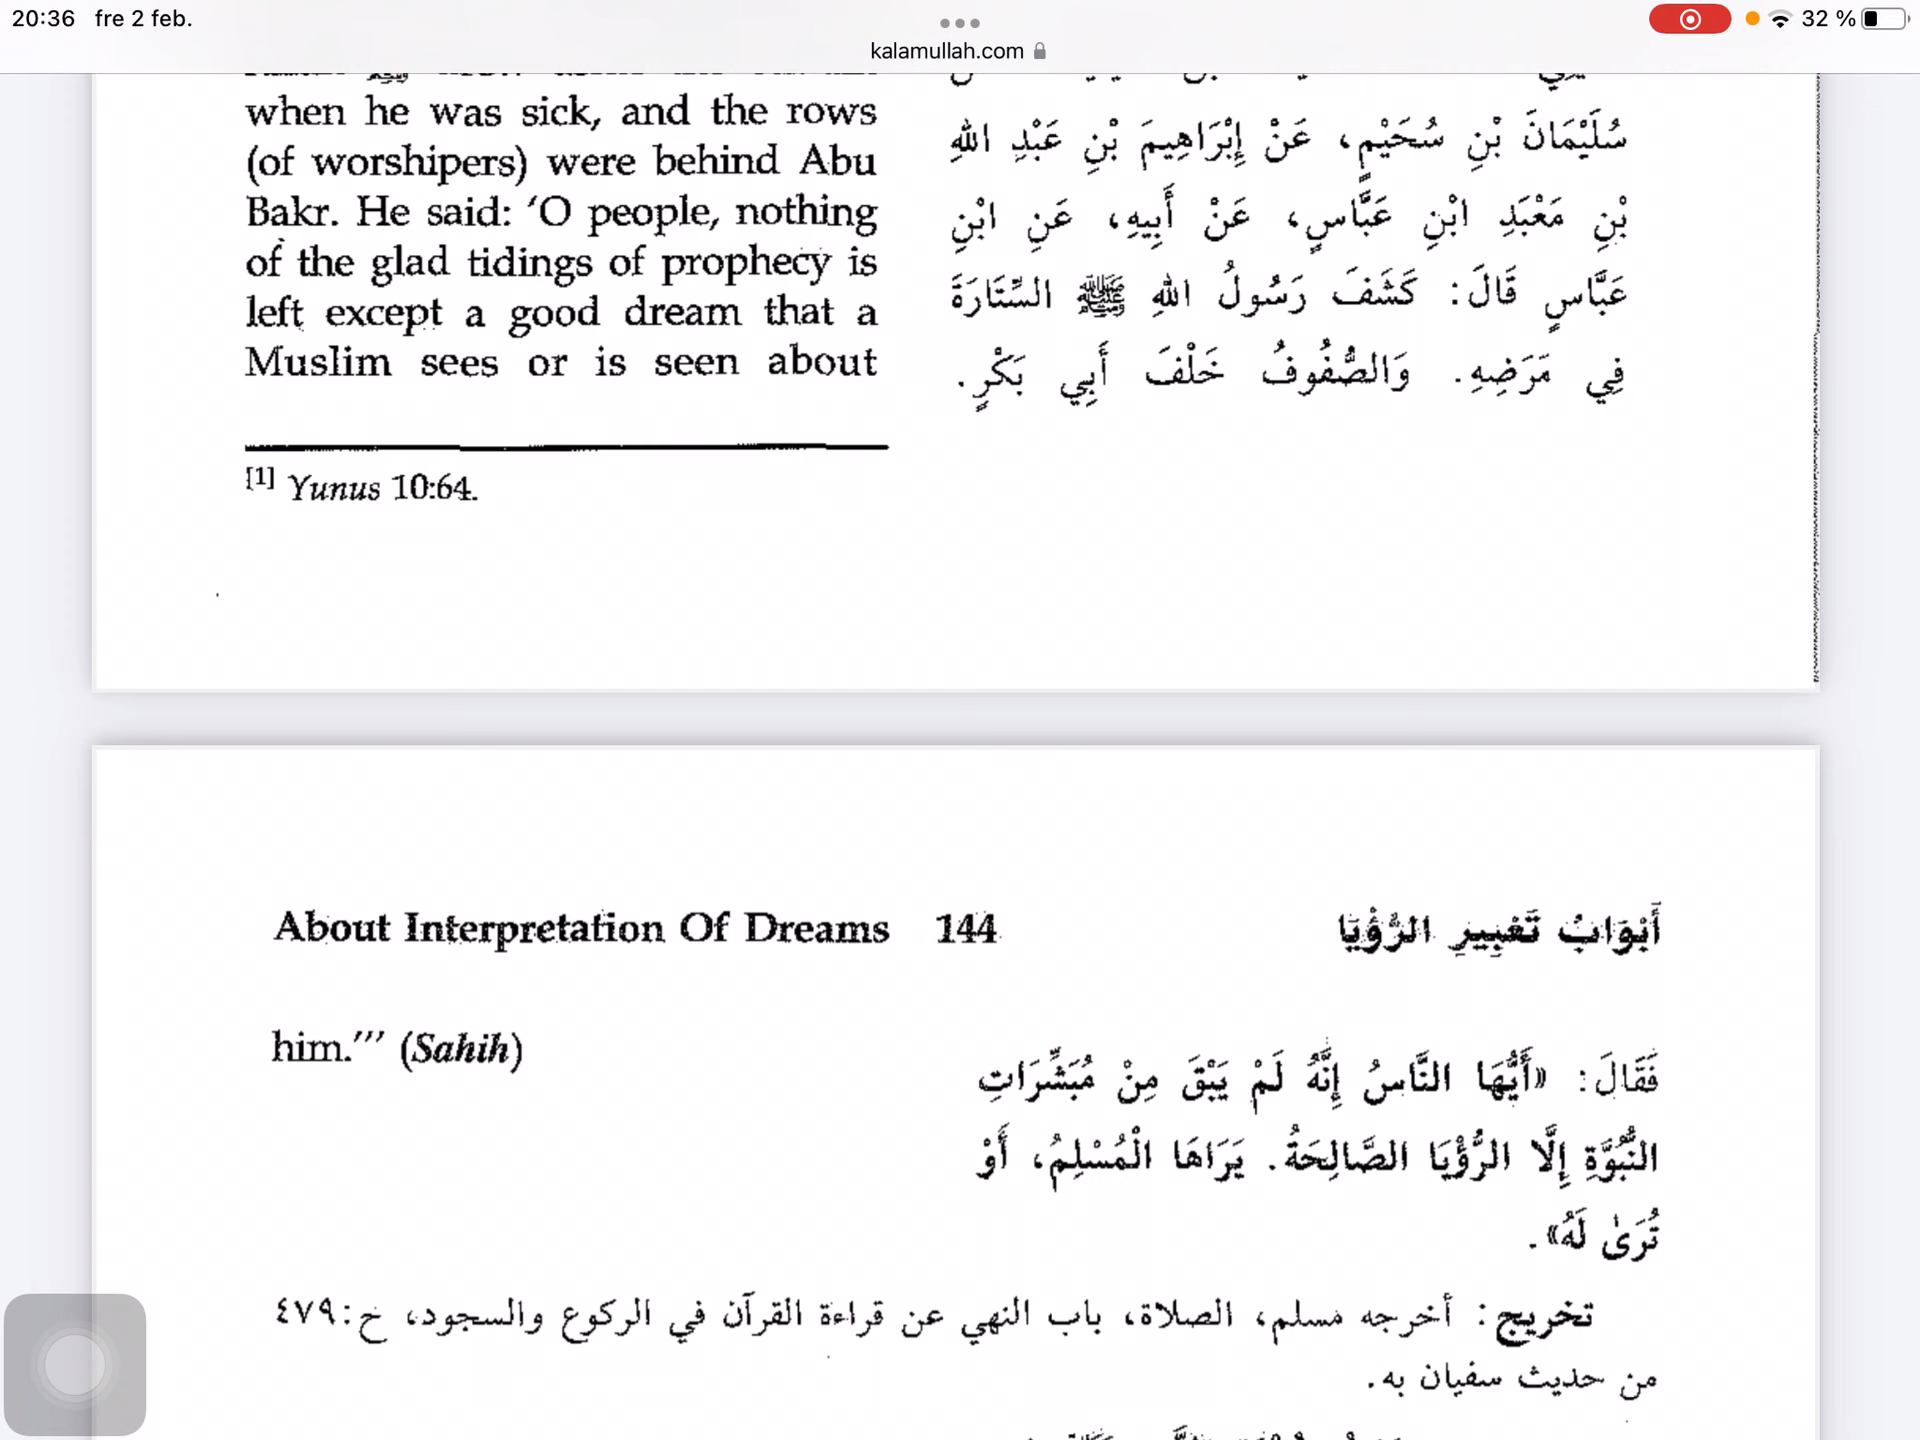 20:36 fre 2 feb.
32 %
kalamullah.com
when he was sick, and the rows
(of worshipers) were behind Abu
Bakr. He said: ‘O people, nothing
of the glad tidings of prophecy is
left except a good dream that a
Muslim sees or is seen about
[1] Yunus 10:64.
سُلَيْمَانَ بْنِ سُحَيْمٍ، عَنْ إِبْرَاهِيمَ بْنِ عَبْدِ اللهِ
بْنِ مَعْبَدِ ابْنِ عَبَّاسٍ، عَنْ أَبِيهِ، عَنِ ابْنِ
عَبَّاسٍ قَالَ: كَشَفَ رَسُولُ اللهِ ﷺ السِّتَارَةَ
فِي مَرَضِهِ. وَالصُّفُوفُ خَلْفَ أَبِي بَكْرٍ.
About Interpretation Of Dreams 144 أَبْوَابُ تَعْبِيرِ الرُّؤْيَا
him.’’’ (Sahih)
فَقَالَ: «أَيُّهَا النَّاسُ إِنَّهُ لَمْ يَبْقَ مِنْ مُبَشِّرَاتِ
النُّبُوَّةِ إِلَّا الرُّؤْيَا الصَّالِحَةُ. يَرَاهَا الْمُسْلِمُ، أَوْ
تُرَىٰ لَهُ».
تخريج: أخرجه مسلم، الصلاة، باب النهي عن قراءة القرآن في الركوع والسجود، ح:٤٧٩
من حديث سفيان به.